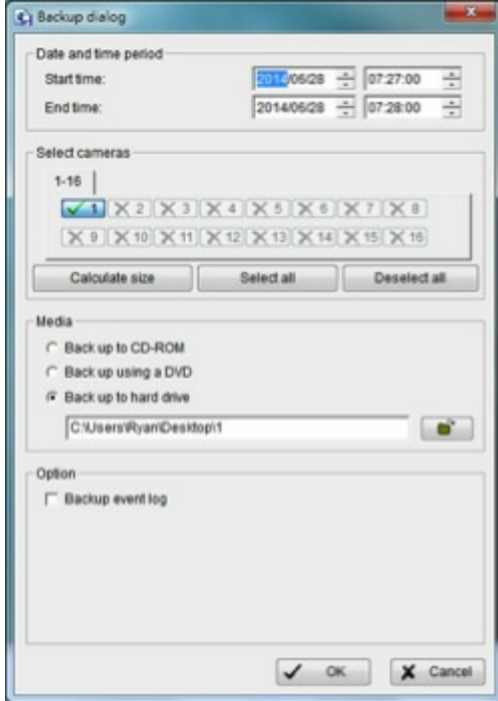 Backup dialog
Date and time period
Start time: 2014/06/28 07:27:00
End time: 2014/06/28 07:28:00
Select cameras
1-16
1 2 3 4 5 6 7 8
9 10 11 12 13 14 15 16
Calculate size Select all Deselect all
Media
Back up to CD-ROM
Back up using a DVD
Back up to hard drive
C:\Users\Ryan\Desktop\1
Option
Backup event log
OK Cancel